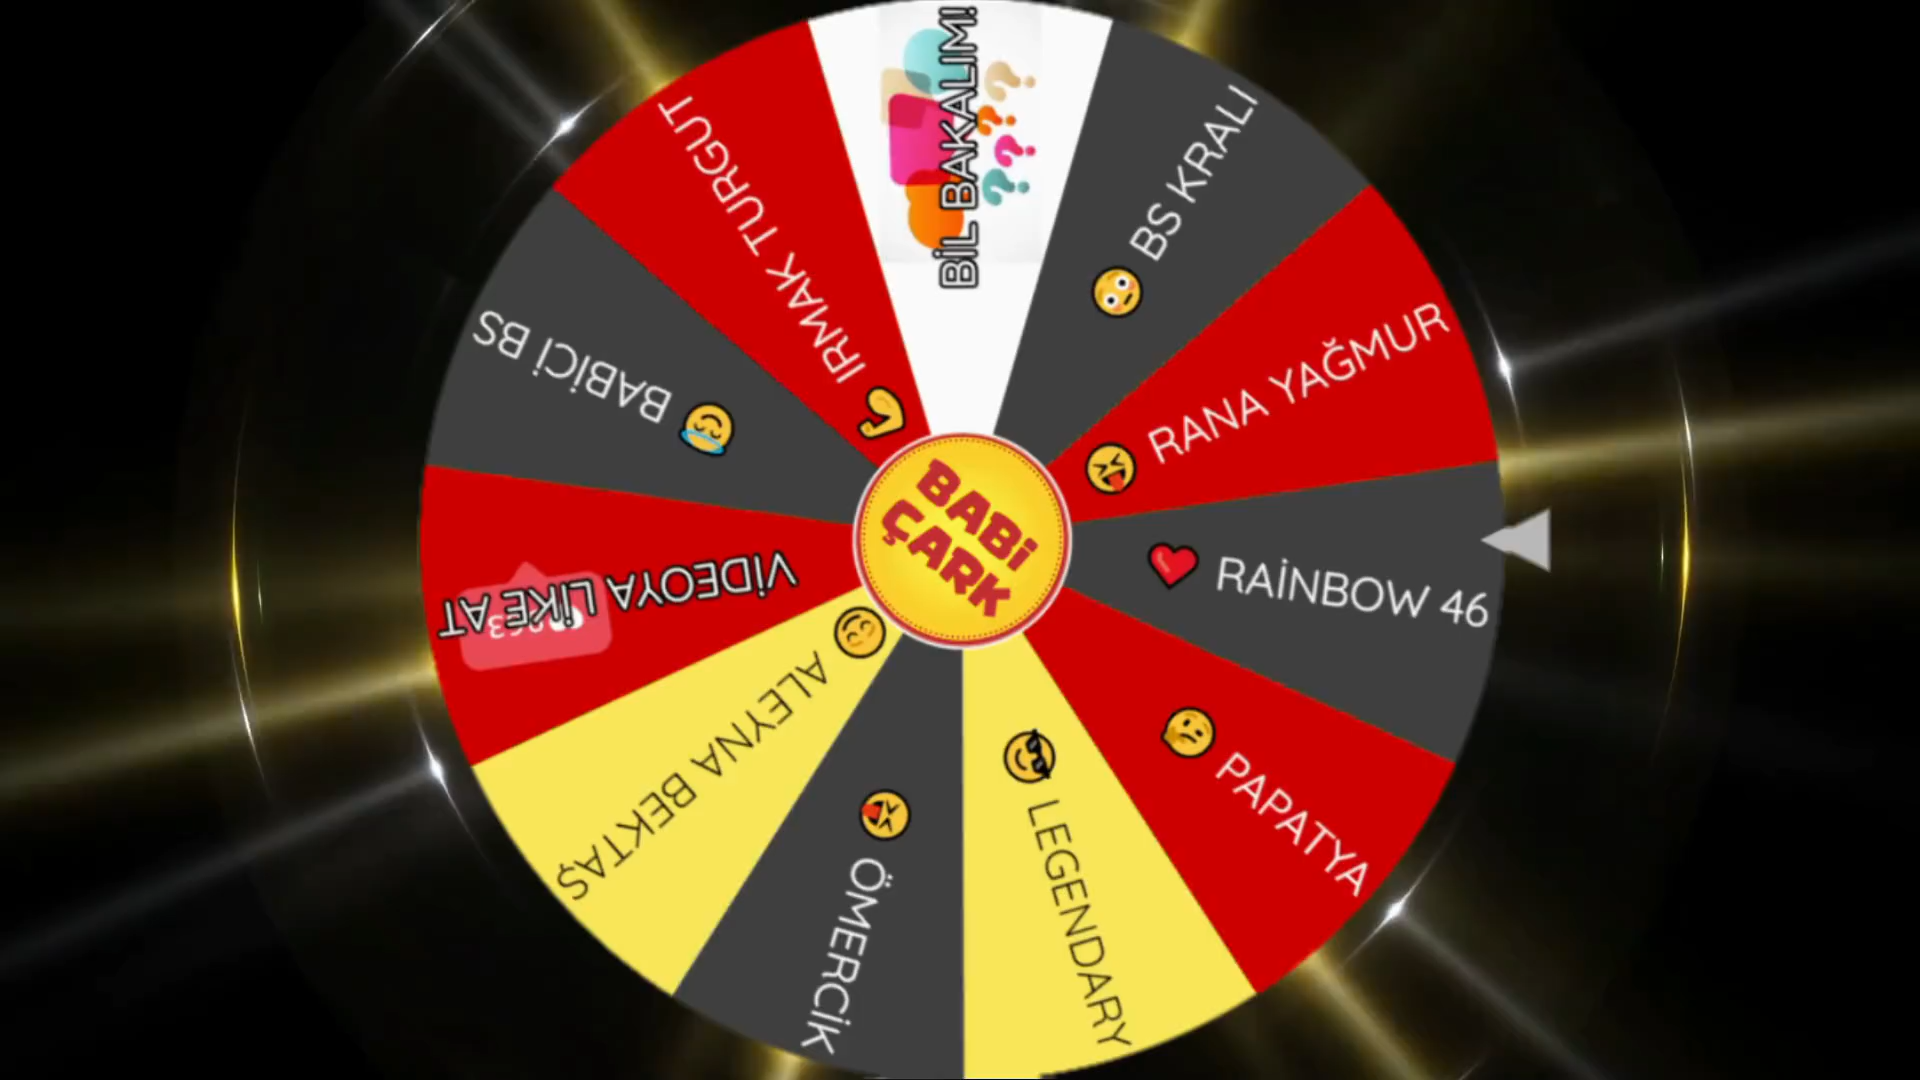 BİL BAKALIM!
BS KRALI
RANA YAĞMUR
RAİNBOW 46
PAPATYA
LEGENDARY
ÖMERCİK
ALEYNA BEKTAŞ
VİDEOYA LİKE AT
BABİCİ BS
IRMAK TURGUT
BABİ
ÇARK